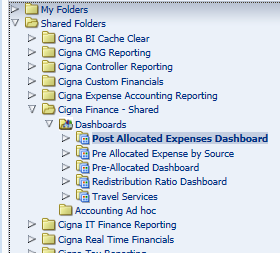 My Folders
Shared Folders
Cigna BI Cache Clear
Cigna CMG Reporting
Cigna Controller Reporting
Cigna Custom Financials
Cigna Expense Accounting Reporting
Cigna Finance - Shared
Dashboards
Post Allocated Expenses Dashboard
Pre Allocated Expense by Source
Pre-Allocated Dashboard
Redistribution Ratio Dashboard
Travel Services
Accounting Ad hoc
Cigna IT Finance Reporting
Cigna Real Time Financials
Cigna Tax Reporting